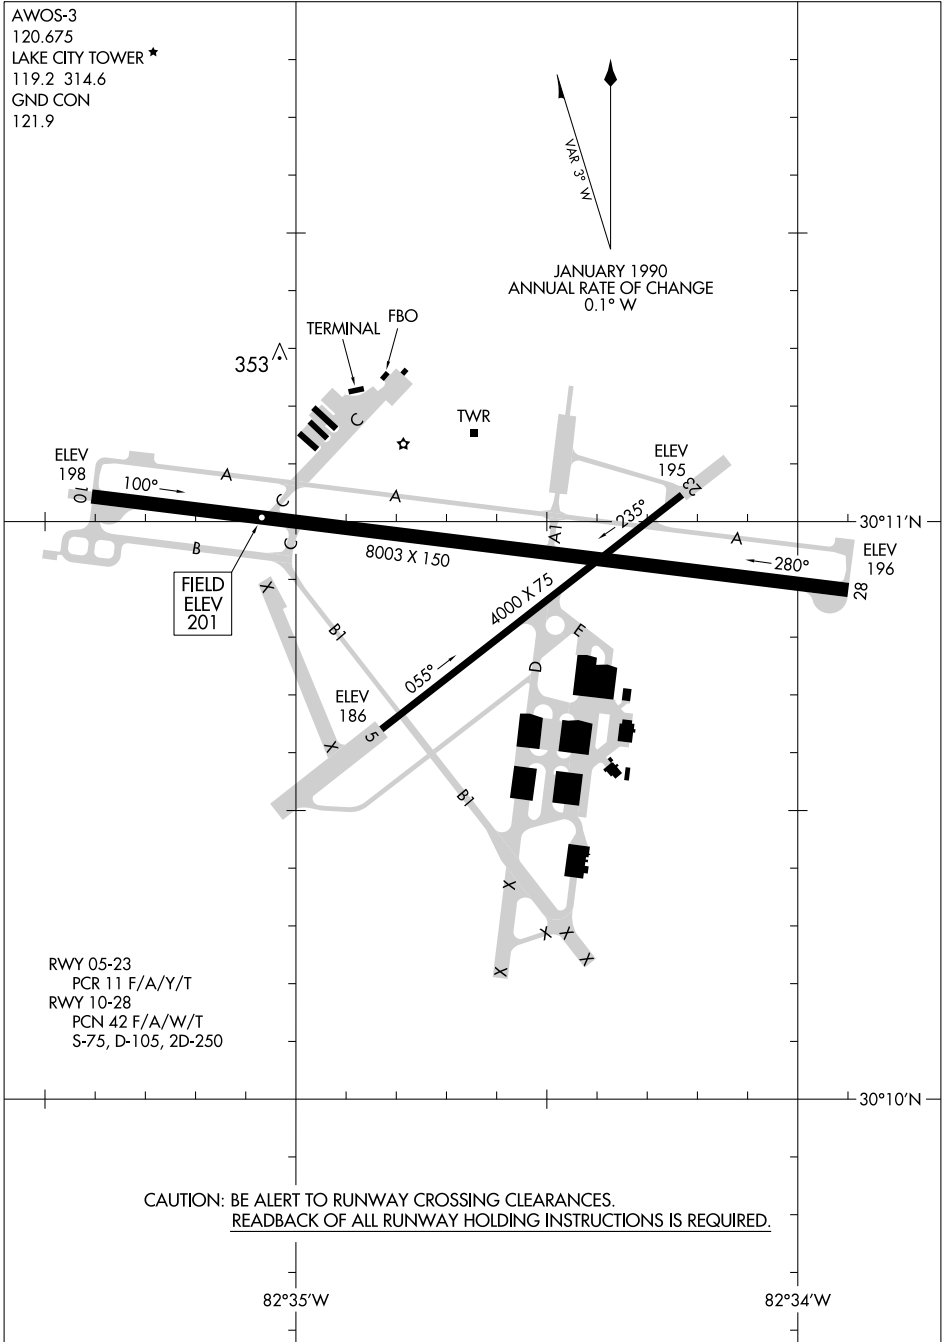 AWOS-3
120.675
LAKE CITY TOWER ★
119.2 314.6
GND CON
121.9
VAR 3° W
JANUARY 1990
ANNUAL RATE OF CHANGE
0.1° W
FBO
TERMINAL
353
C
TWR
ELEV
198
ELEV
195
A
10
100°
C
A
23
235°
30°11'N
A1
A
B
C
8003 X 150
280°
ELEV
196
28
FIELD
ELEV
201
X
4000 X 75
B1
E
D
055°
ELEV
186
5
X
B1
X
X
X
X
X
RWY 05-23
PCR 11 F/A/Y/T
RWY 10-28
PCN 42 F/A/W/T
S-75, D-105, 2D-250
30°10'N
CAUTION: BE ALERT TO RUNWAY CROSSING CLEARANCES.
READBACK OF ALL RUNWAY HOLDING INSTRUCTIONS IS REQUIRED.
82°35'W
82°34'W